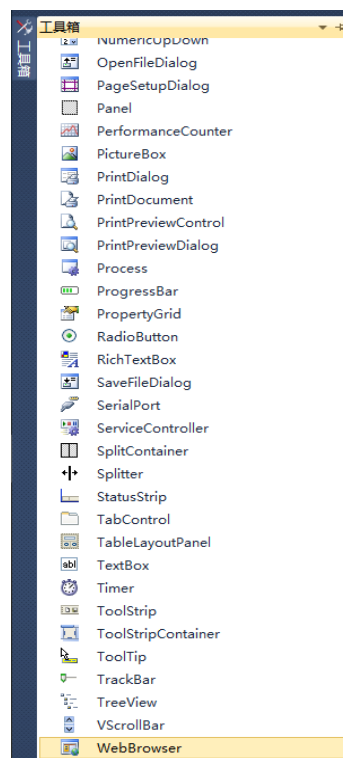 工具箱
工具箱
NumericUpDown
OpenFileDialog
PageSetupDialog
Panel
PerformanceCounter
PictureBox
PrintDialog
PrintDocument
PrintPreviewControl
PrintPreviewDialog
Process
ProgressBar
PropertyGrid
RadioButton
RichTextBox
SaveFileDialog
SerialPort
ServiceController
SplitContainer
Splitter
StatusStrip
TabControl
TableLayoutPanel
abl TextBox
Timer
ToolStrip
ToolStripContainer
ToolTip
TrackBar
TreeView
VScrollBar
WebBrowser